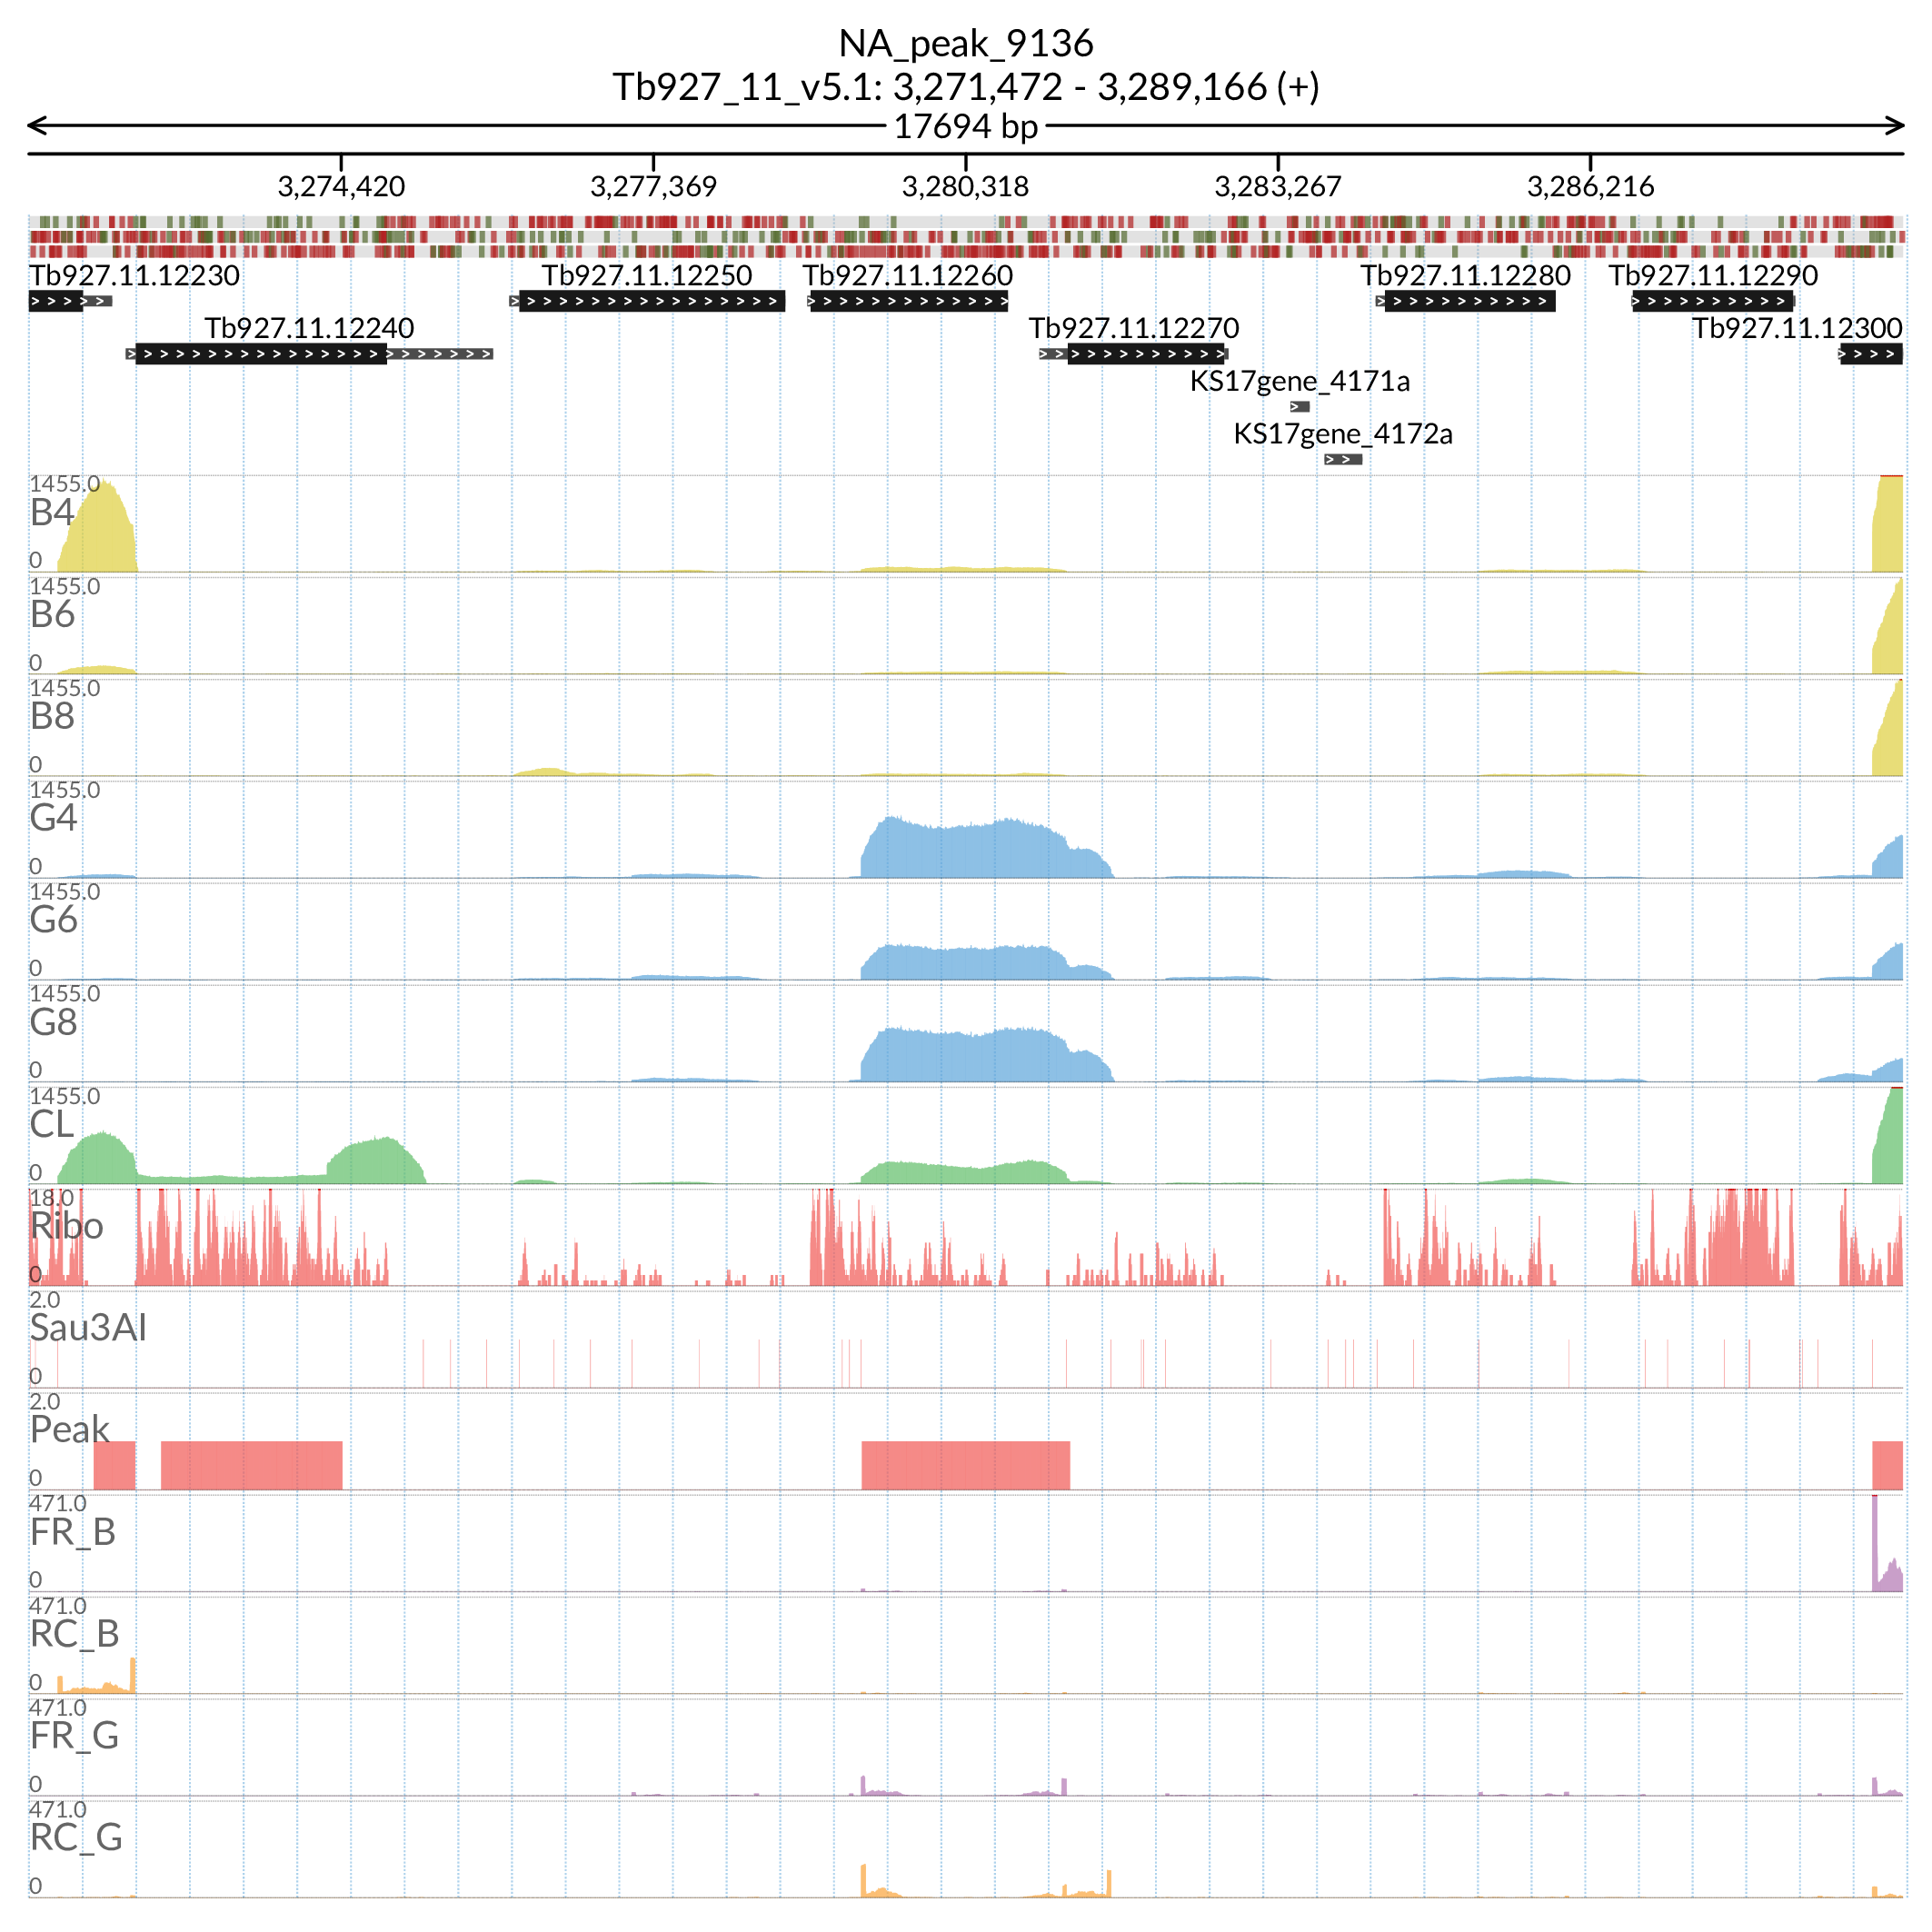 NA_peak_9136
Tb927_11_v5.1: 3,271,472 - 3,289,166 (+)
17694 bp
3,274,420 3,277,369 3,280,318 3,283,267 3,286,216
Tb927.11.12230 Tb927.11.12250 Tb927.11.12260 Tb927.11.12280 Tb927.11.12290
Tb927.11.12240 Tb927.11.12270 Tb927.11.12300
KS17gene_4171a
KS17gene_4172a
1455.0
B4
0
1455.0
B6
0
1455.0
B8
0
1455.0
G4
0
1455.0
G6
0
1455.0
G8
0
1455.0
CL
0
18.0
Ribo
0
2.0
Sau3AI
0
2.0
Peak
0
471.0
FR_B
0
471.0
RC_B
0
471.0
FR_G
0
471.0
RC_G
0